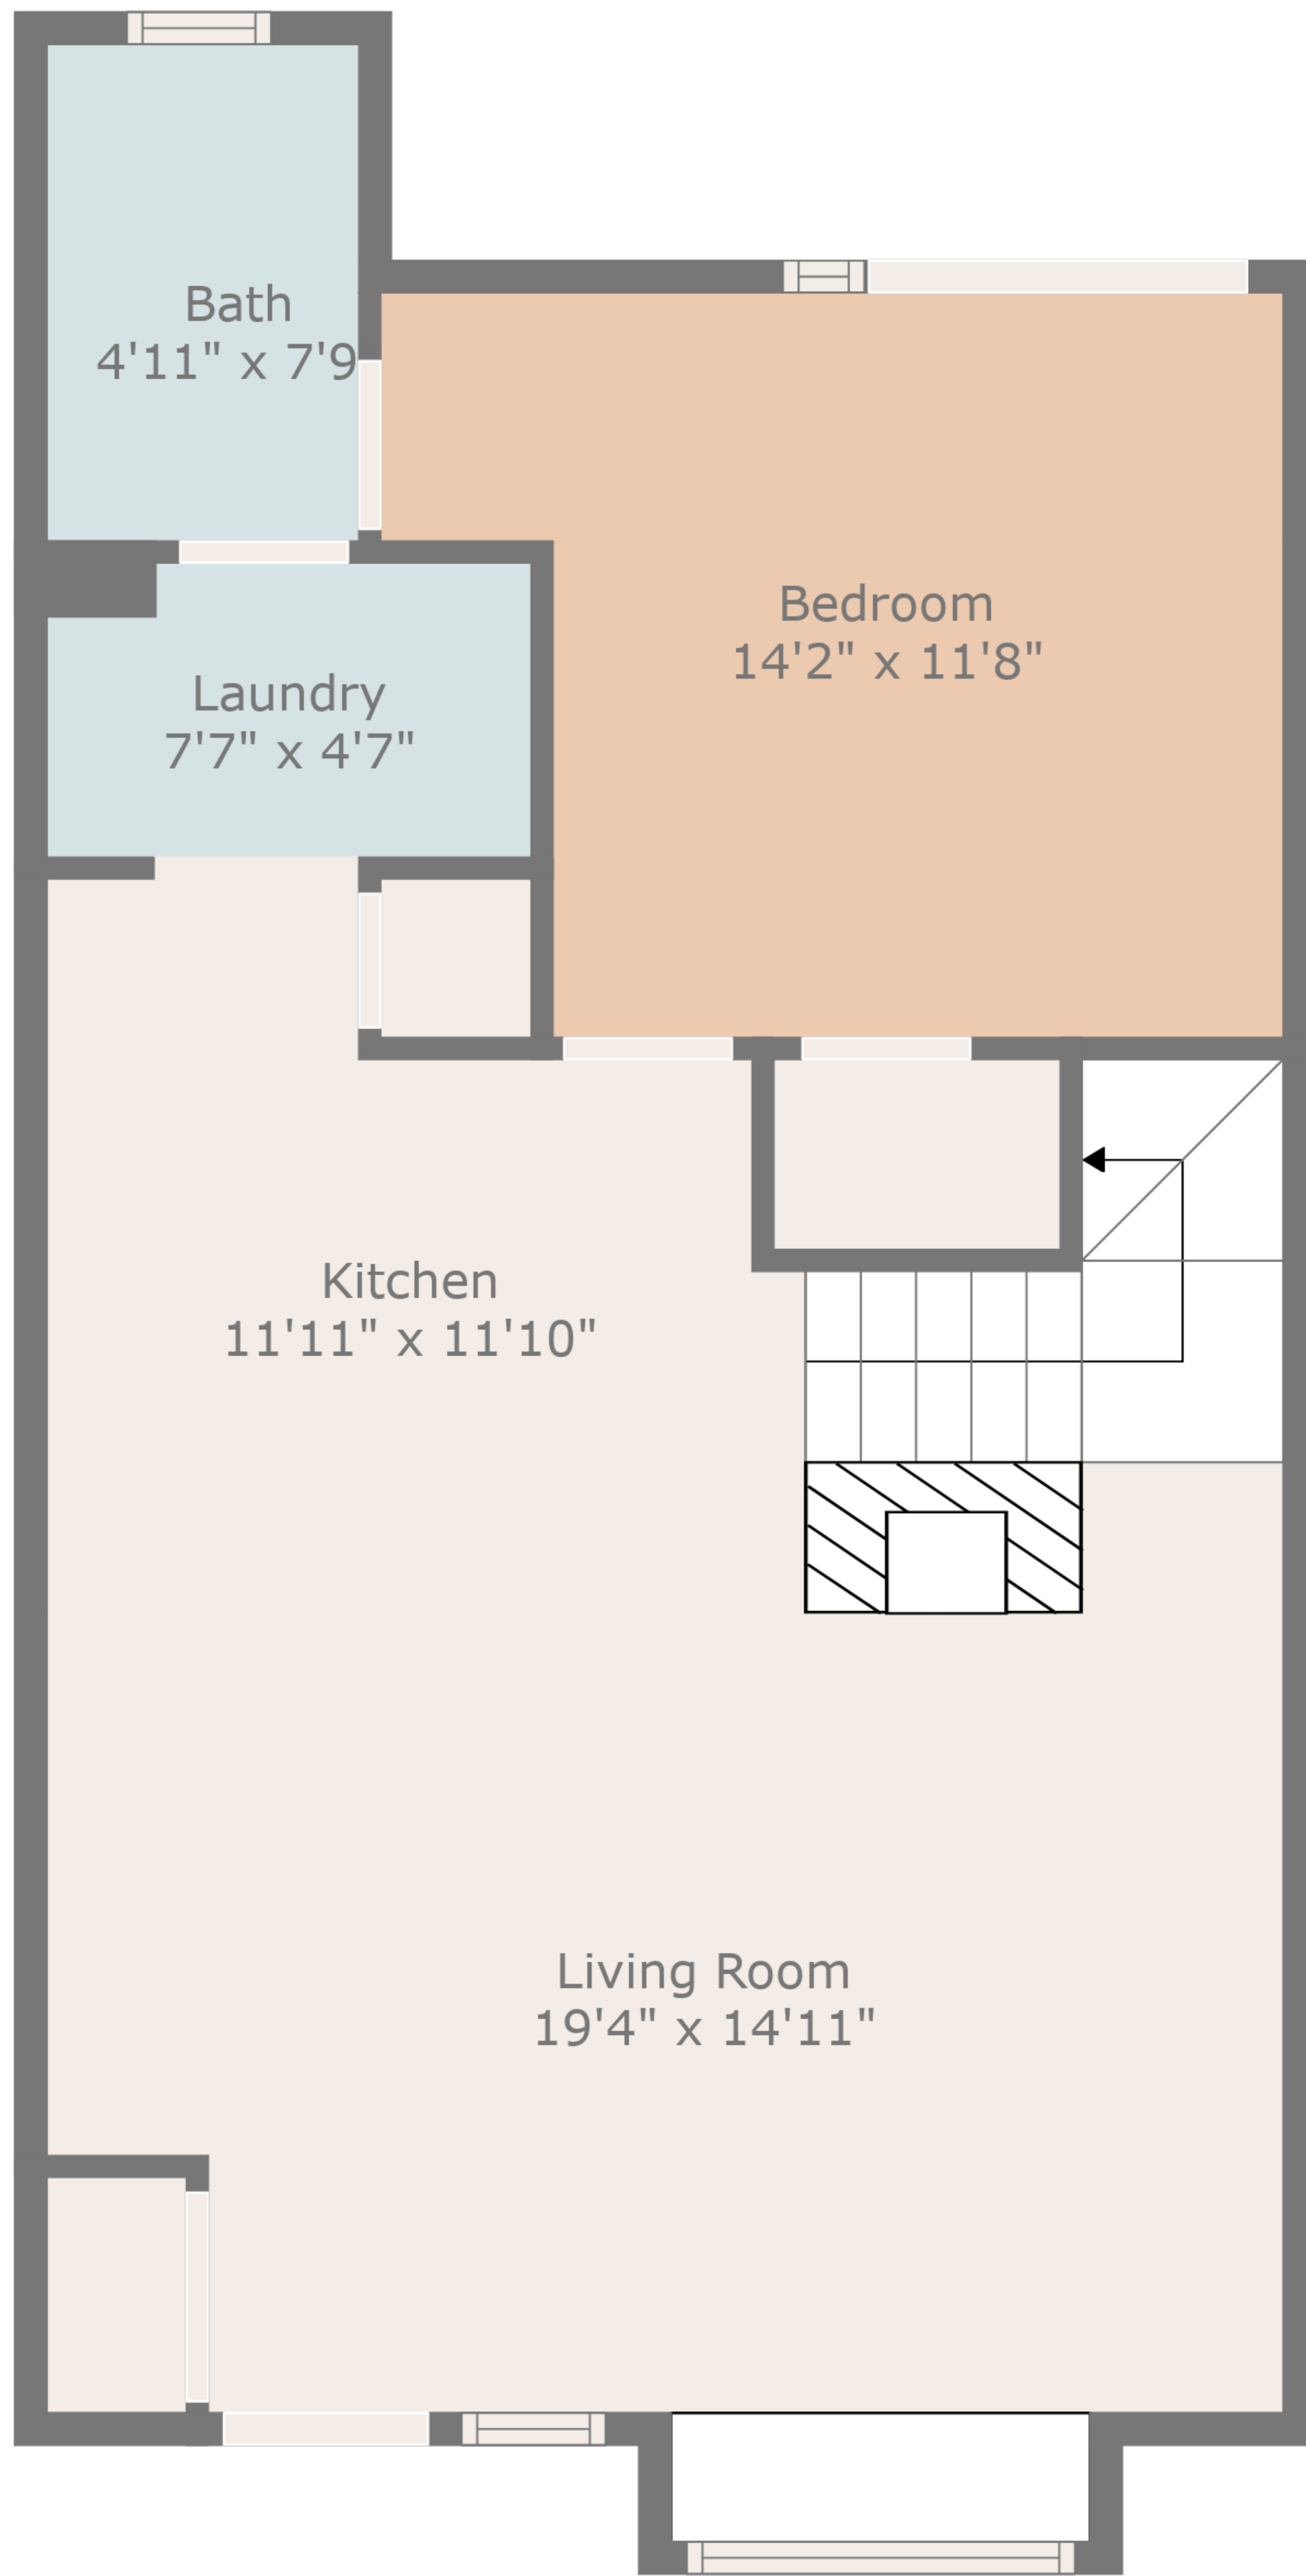 Bath
4'11" x 7'9
Bedroom
14'2" x 11'8"
Laundry
7'7" x 4'7"
Kitchen
11'11" x 11'10"
Living Room
19'4" x 14'11"